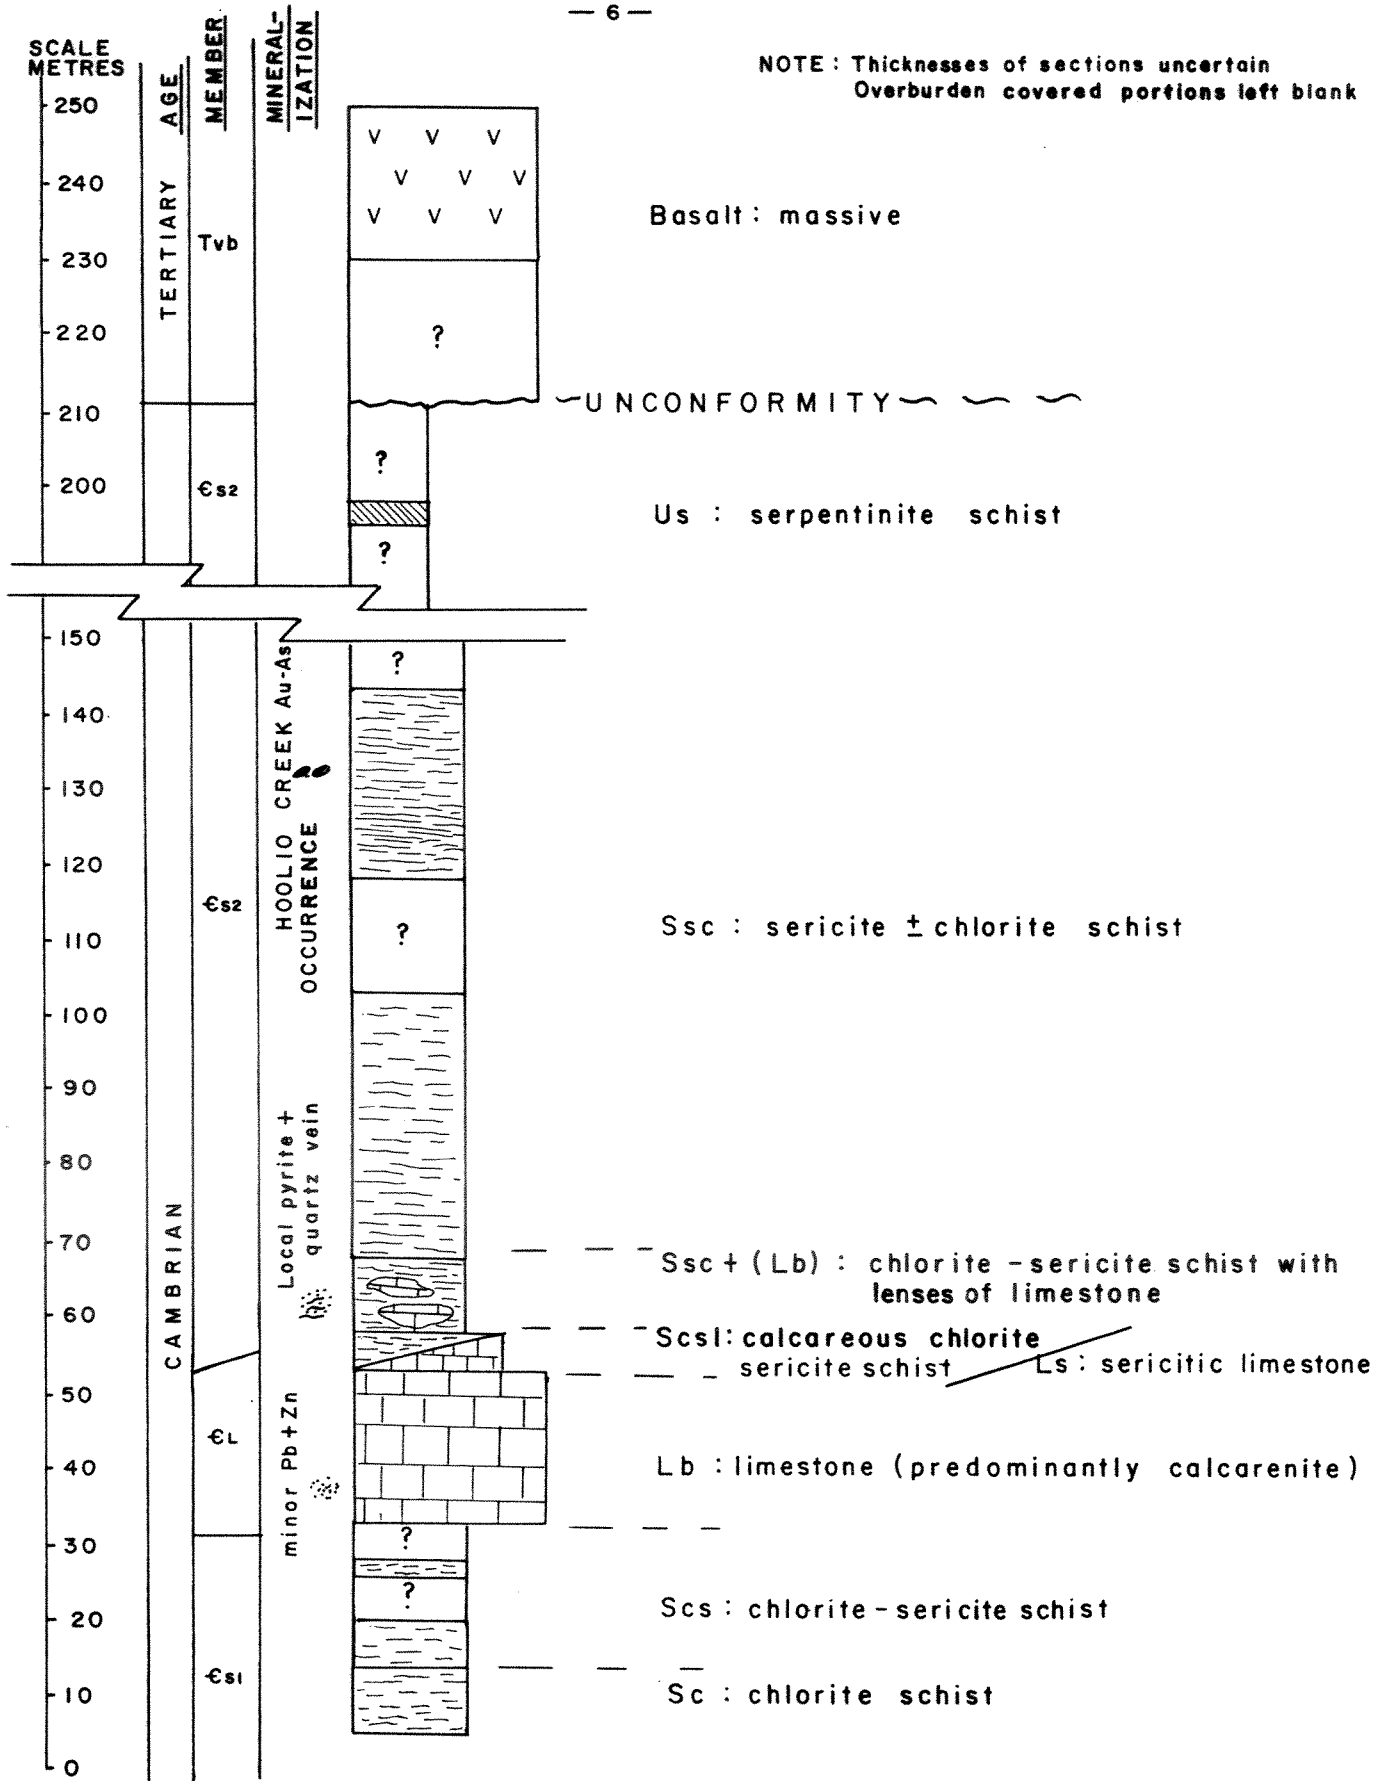 — 6 —
NOTE : Thicknesses of sections uncertain
Overburden covered portions left blank
SCALE
METRES
AGE
MEMBER
MINERAL-
IZATION
250
240
230
220
210
200
150
140
130
120
110
100
90
80
70
60
50
40
30
20
10
0
TERTIARY
CAMBRIAN
Tvb
Єs2
Єs2
ЄL
Єs1
HOOLIO CREEK Au-As
OCCURRENCE
Local pyrite +
quartz vein
minor Pb + Zn
V V V
V V V
V V V
?
?
?
?
?
?
?
Basalt : massive
UNCONFORMITY
Us : serpentinite schist
Ssc : sericite ± chlorite schist
Ssc + (Lb) : chlorite - sericite schist with
lenses of limestone
Scsl: calcareous chlorite
sericite schist
Ls : sericitic limestone
Lb : limestone (predominantly calcarenite)
Scs : chlorite - sericite schist
Sc : chlorite schist